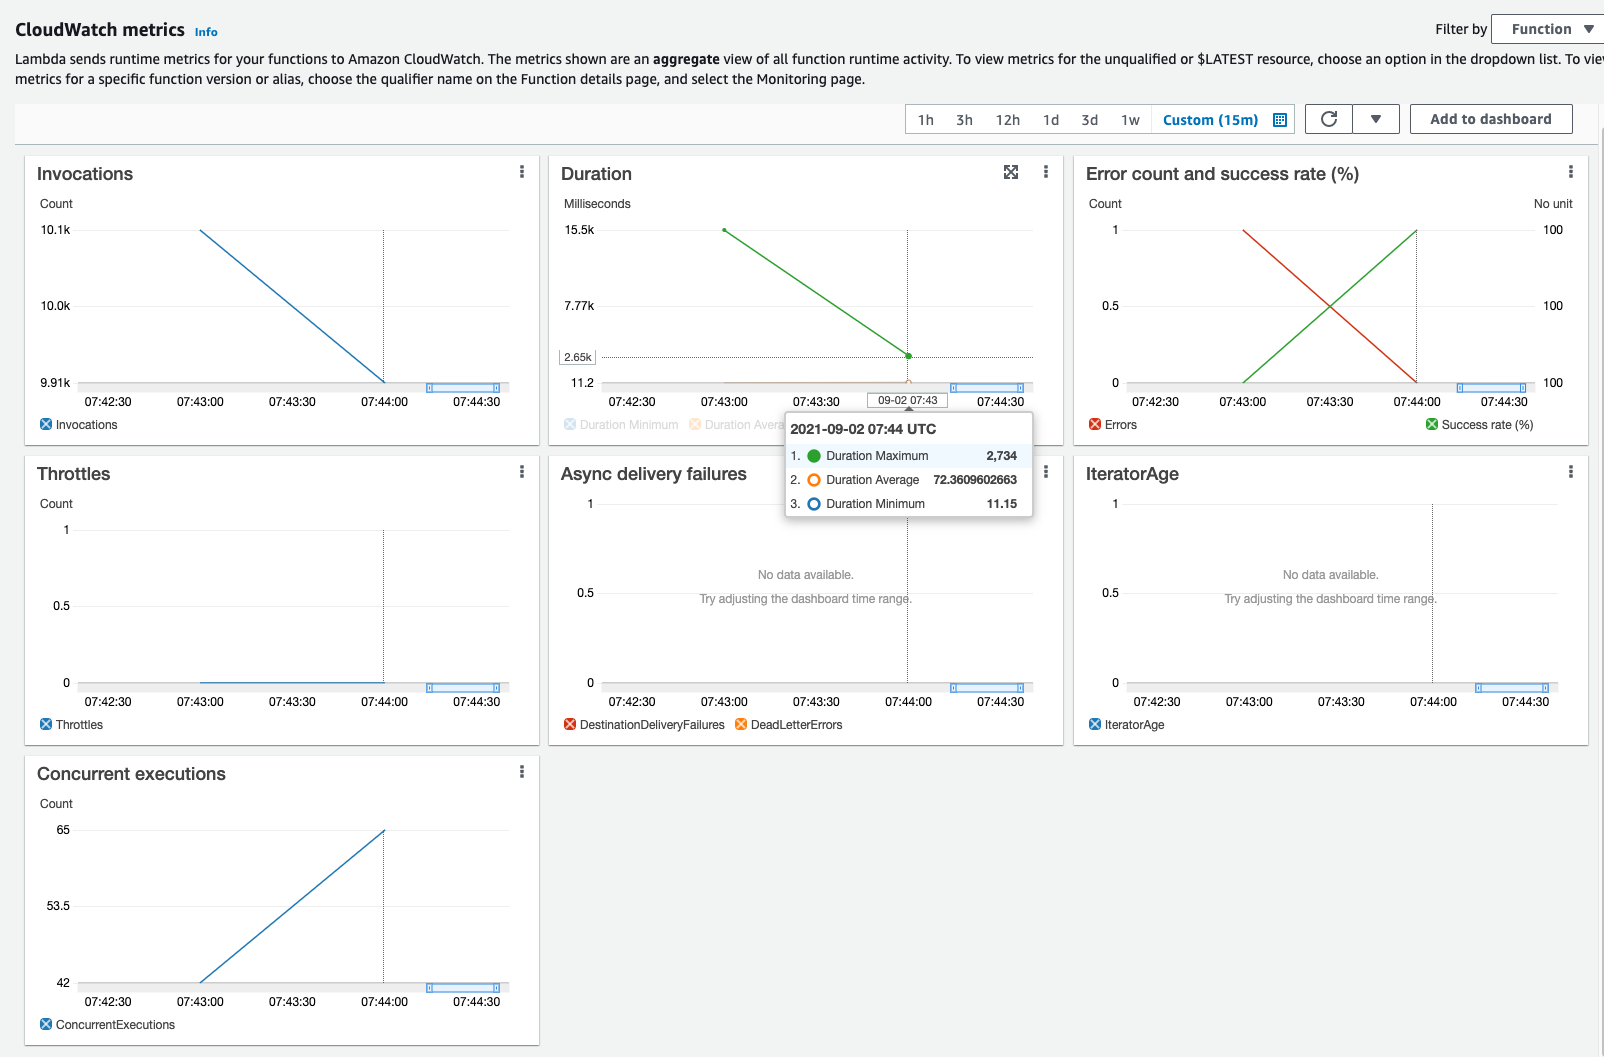 CloudWatch metrics Info
Filter by Function
Lambda sends runtime metrics for your functions to Amazon CloudWatch. The metrics shown are an aggregate view of all function runtime activity. To view metrics for the unqualified or $LATEST resource, choose an option in the dropdown list. To vie
metrics for a specific function version or alias, choose the qualifier name on the Function details page, and select the Monitoring page.
1h 3h 12h 1d 3d 1w Custom (15m) Add to dashboard
Invocations
Count
10.1k
10.0k
9.91k
07:42:30 07:43:00 07:43:30 07:44:00 07:44:30
Invocations
Duration
Milliseconds
15.5k
7.77k
2.65k
11.2
07:42:30 07:43:00 07:43:30 09-02 07:43 07:44:30
Duration Minimum Duration Avera
2021-09-02 07:44 UTC
1. Duration Maximum 2,734
2. Duration Average 72.3609602663
3. Duration Minimum 11.15
Error count and success rate (%)
Count No unit
1 100
0.5 100
0 100
07:42:30 07:43:00 07:43:30 07:44:00 07:44:30
Errors Success rate (%)
Throttles
Count
1
0.5
0
07:42:30 07:43:00 07:43:30 07:44:00 07:44:30
Throttles
Async delivery failures
1
No data available.
0.5
Try adjusting the dashboard time range.
0
07:42:30 07:43:00 07:43:30 07:44:00 07:44:30
DestinationDeliveryFailures DeadLetterErrors
IteratorAge
1
No data available.
0.5
Try adjusting the dashboard time range.
0
07:42:30 07:43:00 07:43:30 07:44:00 07:44:30
IteratorAge
Concurrent executions
Count
65
53.5
42
07:42:30 07:43:00 07:43:30 07:44:00 07:44:30
ConcurrentExecutions